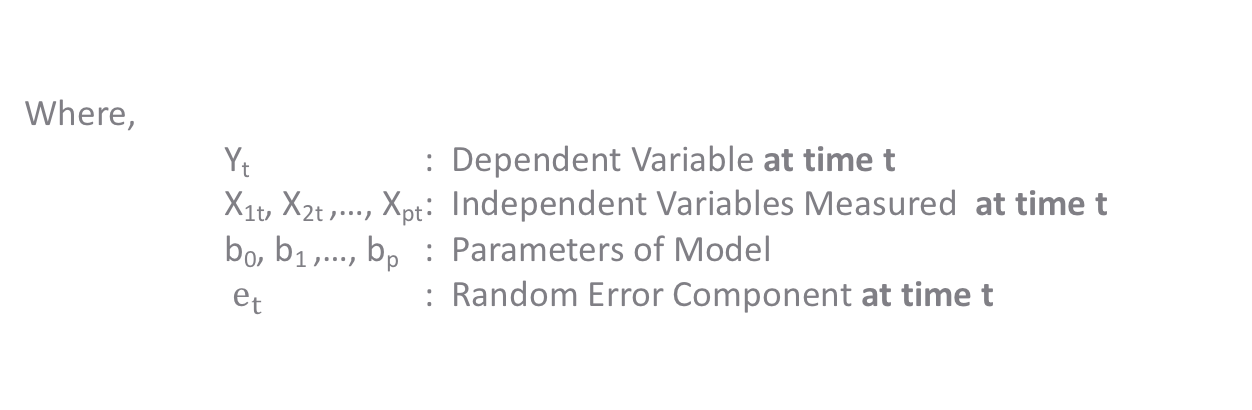 Where,
Yt : Dependent Variable at time t
X1t, X2t ,..., Xpt: Independent Variables Measured at time t
b0, b1 ,..., bp : Parameters of Model
et : Random Error Component at time t